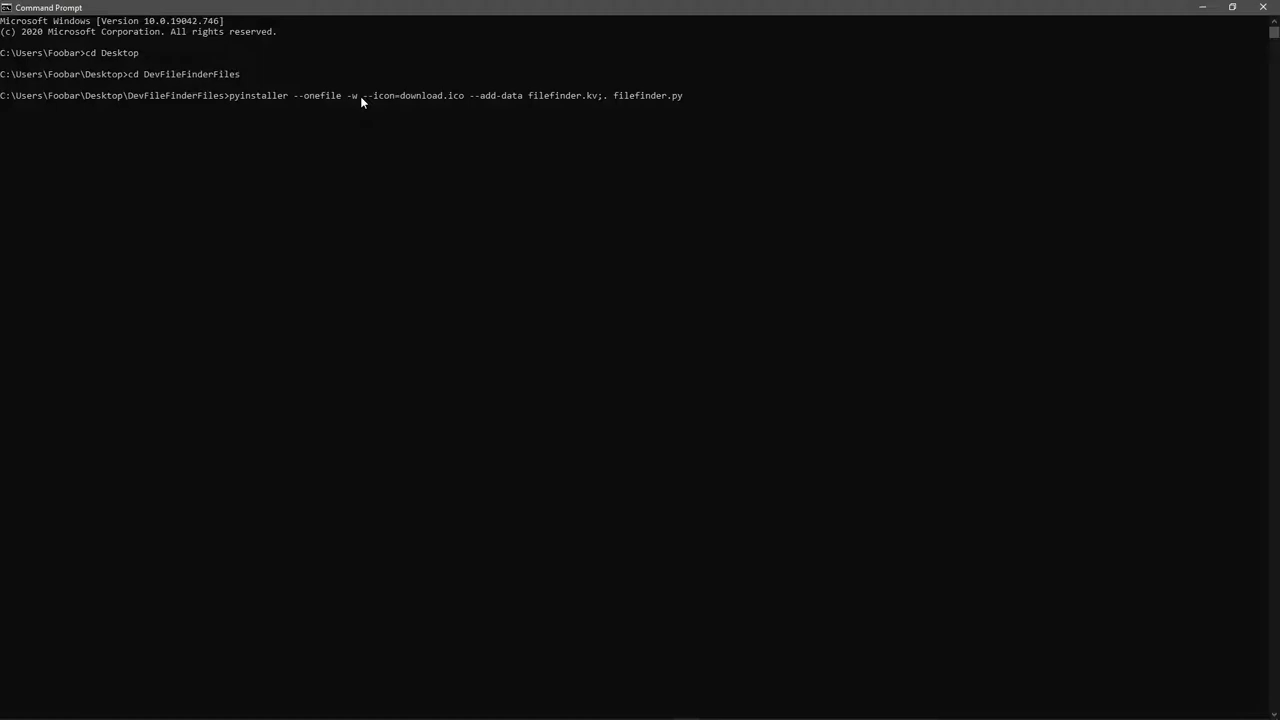 Command Prompt
Microsoft Windows [Version 10.0.19042.746]
(c) 2020 Microsoft Corporation. All rights reserved.
C:\Users\Foobar>cd Desktop
C:\Users\Foobar\Desktop>cd DevFileFinderFiles
C:\Users\Foobar\Desktop\DevFileFinderFiles>pyinstaller --onefile -w --icon=download.ico --add-data filefinder.kv;. filefinder.py